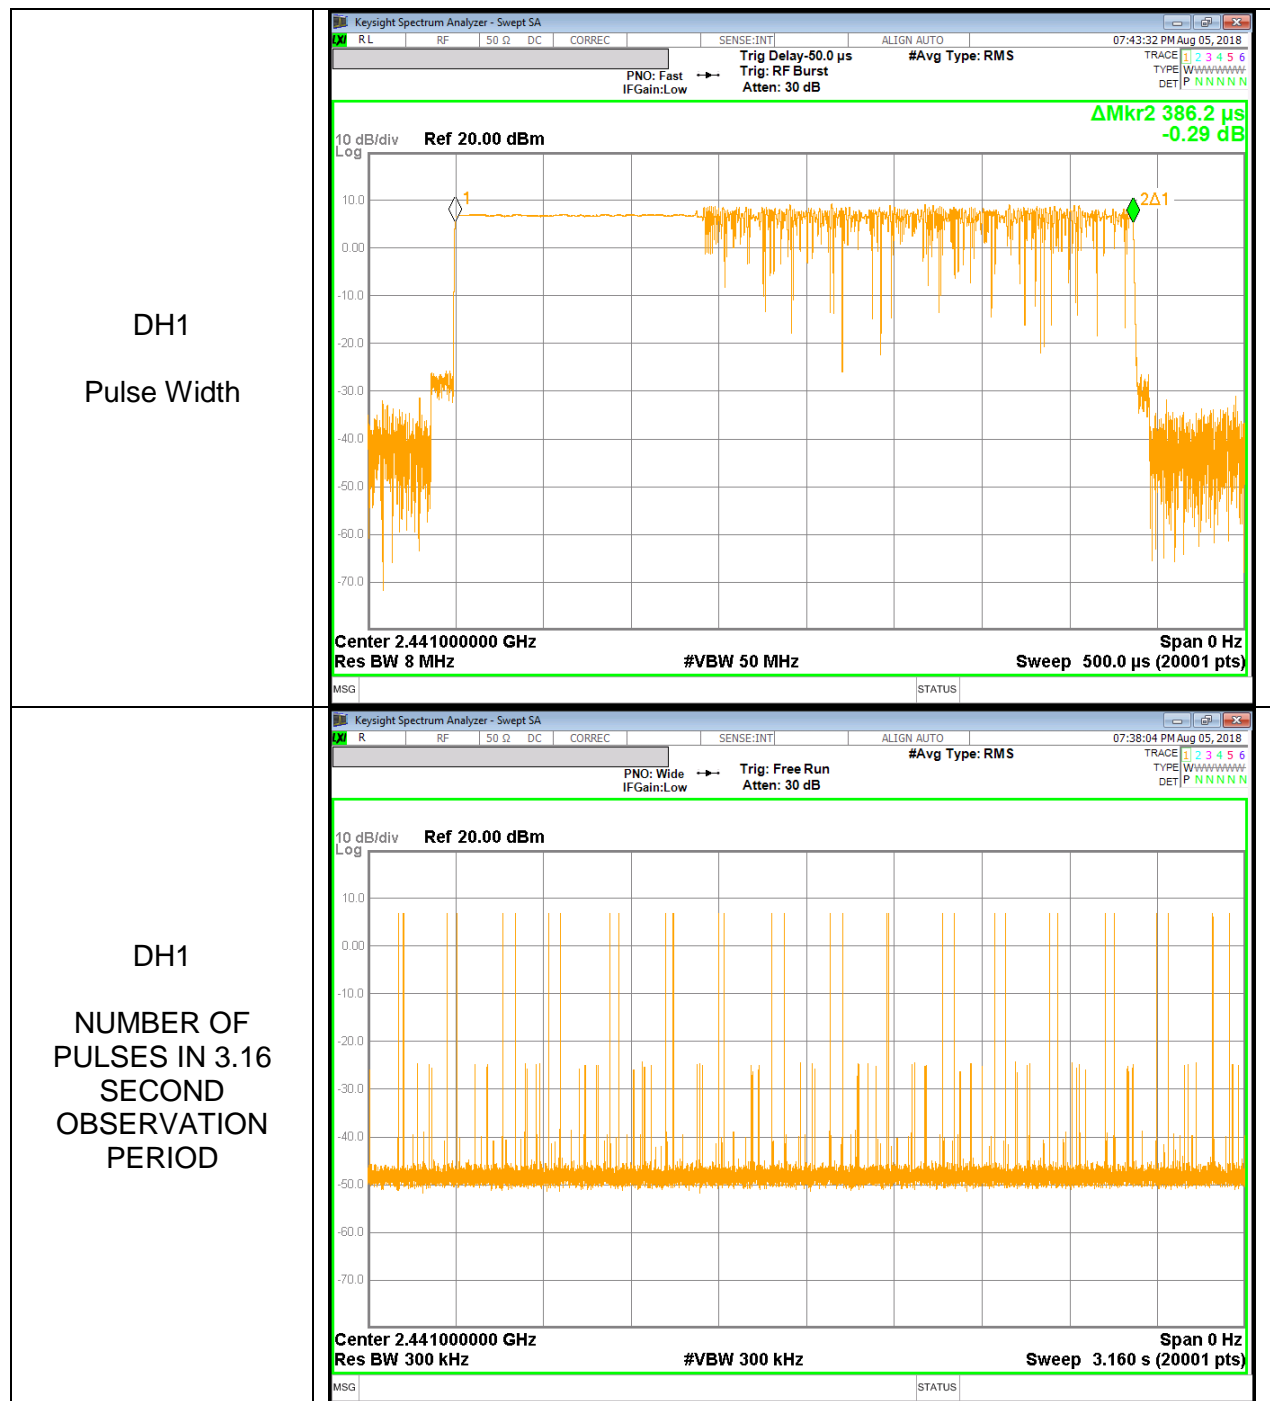 DH1
Pulse Width
Keysight Spectrum Analyzer - Swept SA
LXI RL RF 50 Ω DC CORREC SENSE:INT ALIGN AUTO 07:43:32 PM Aug 05, 2018
Trig Delay-50.0 µs #Avg Type: RMS TRACE 1 2 3 4 5 6
PNO: Fast Trig: RF Burst TYPE WWWWWW
IFGain:Low Atten: 30 dB DET P N N N N N
ΔMkr2 386.2 µs
-0.29 dB
10 dB/div Ref 20.00 dBm
Log
10.0
1
2Δ1
0.00
-10.0
-20.0
-30.0
-40.0
-50.0
-60.0
-70.0
Center 2.441000000 GHz Span 0 Hz
Res BW 8 MHz #VBW 50 MHz Sweep 500.0 µs (20001 pts)
MSG STATUS
DH1
NUMBER OF
PULSES IN 3.16
SECOND
OBSERVATION
PERIOD
Keysight Spectrum Analyzer - Swept SA
LXI R RF 50 Ω DC CORREC SENSE:INT ALIGN AUTO 07:38:04 PM Aug 05, 2018
#Avg Type: RMS TRACE 1 2 3 4 5 6
PNO: Wide Trig: Free Run TYPE WWWWWW
IFGain:Low Atten: 30 dB DET P N N N N N
10 dB/div Ref 20.00 dBm
Log
10.0
0.00
-10.0
-20.0
-30.0
-40.0
-50.0
-60.0
-70.0
Center 2.441000000 GHz Span 0 Hz
Res BW 300 kHz #VBW 300 kHz Sweep 3.160 s (20001 pts)
MSG STATUS